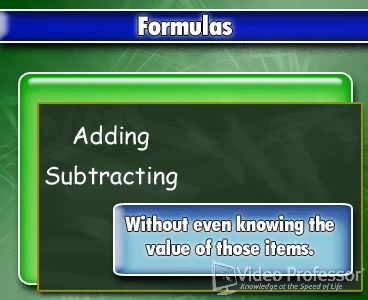 Formulas
Adding
Subtracting
Without even knowing the
value of those items.
Video Professor
Knowledge at the Speed of Life